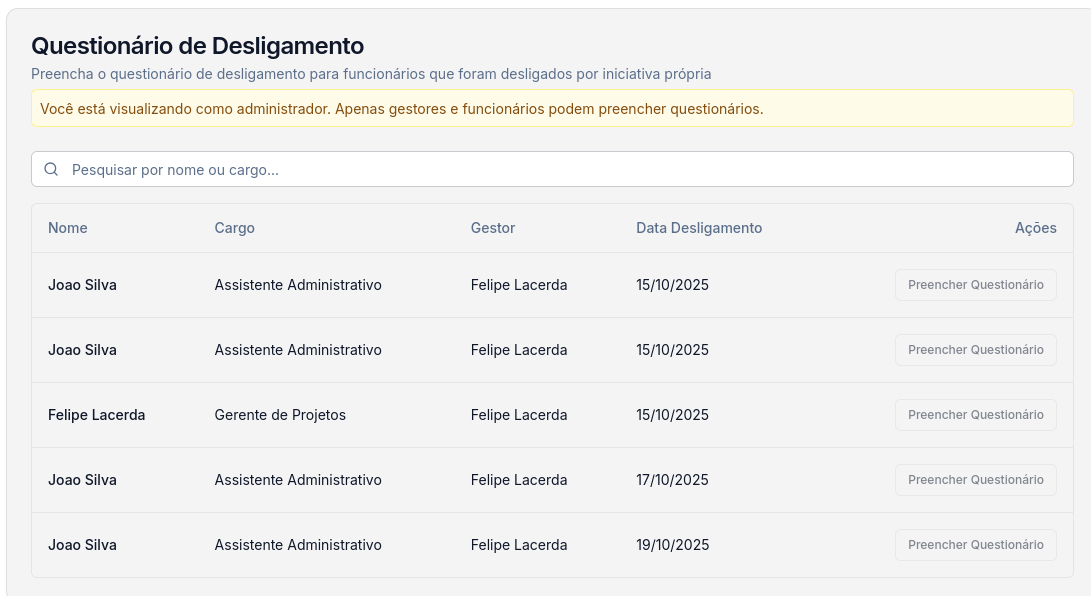 Questionário de Desligamento
Preencha o questionário de desligamento para funcionários que foram desligados por iniciativa própria
Você está visualizando como administrador. Apenas gestores e funcionários podem preencher questionários.
Pesquisar por nome ou cargo...
Nome Cargo Gestor Data Desligamento Ações
Joao Silva Assistente Administrativo Felipe Lacerda 15/10/2025 Preencher Questionário
Joao Silva Assistente Administrativo Felipe Lacerda 15/10/2025 Preencher Questionário
Felipe Lacerda Gerente de Projetos Felipe Lacerda 15/10/2025 Preencher Questionário
Joao Silva Assistente Administrativo Felipe Lacerda 17/10/2025 Preencher Questionário
Joao Silva Assistente Administrativo Felipe Lacerda 19/10/2025 Preencher Questionário